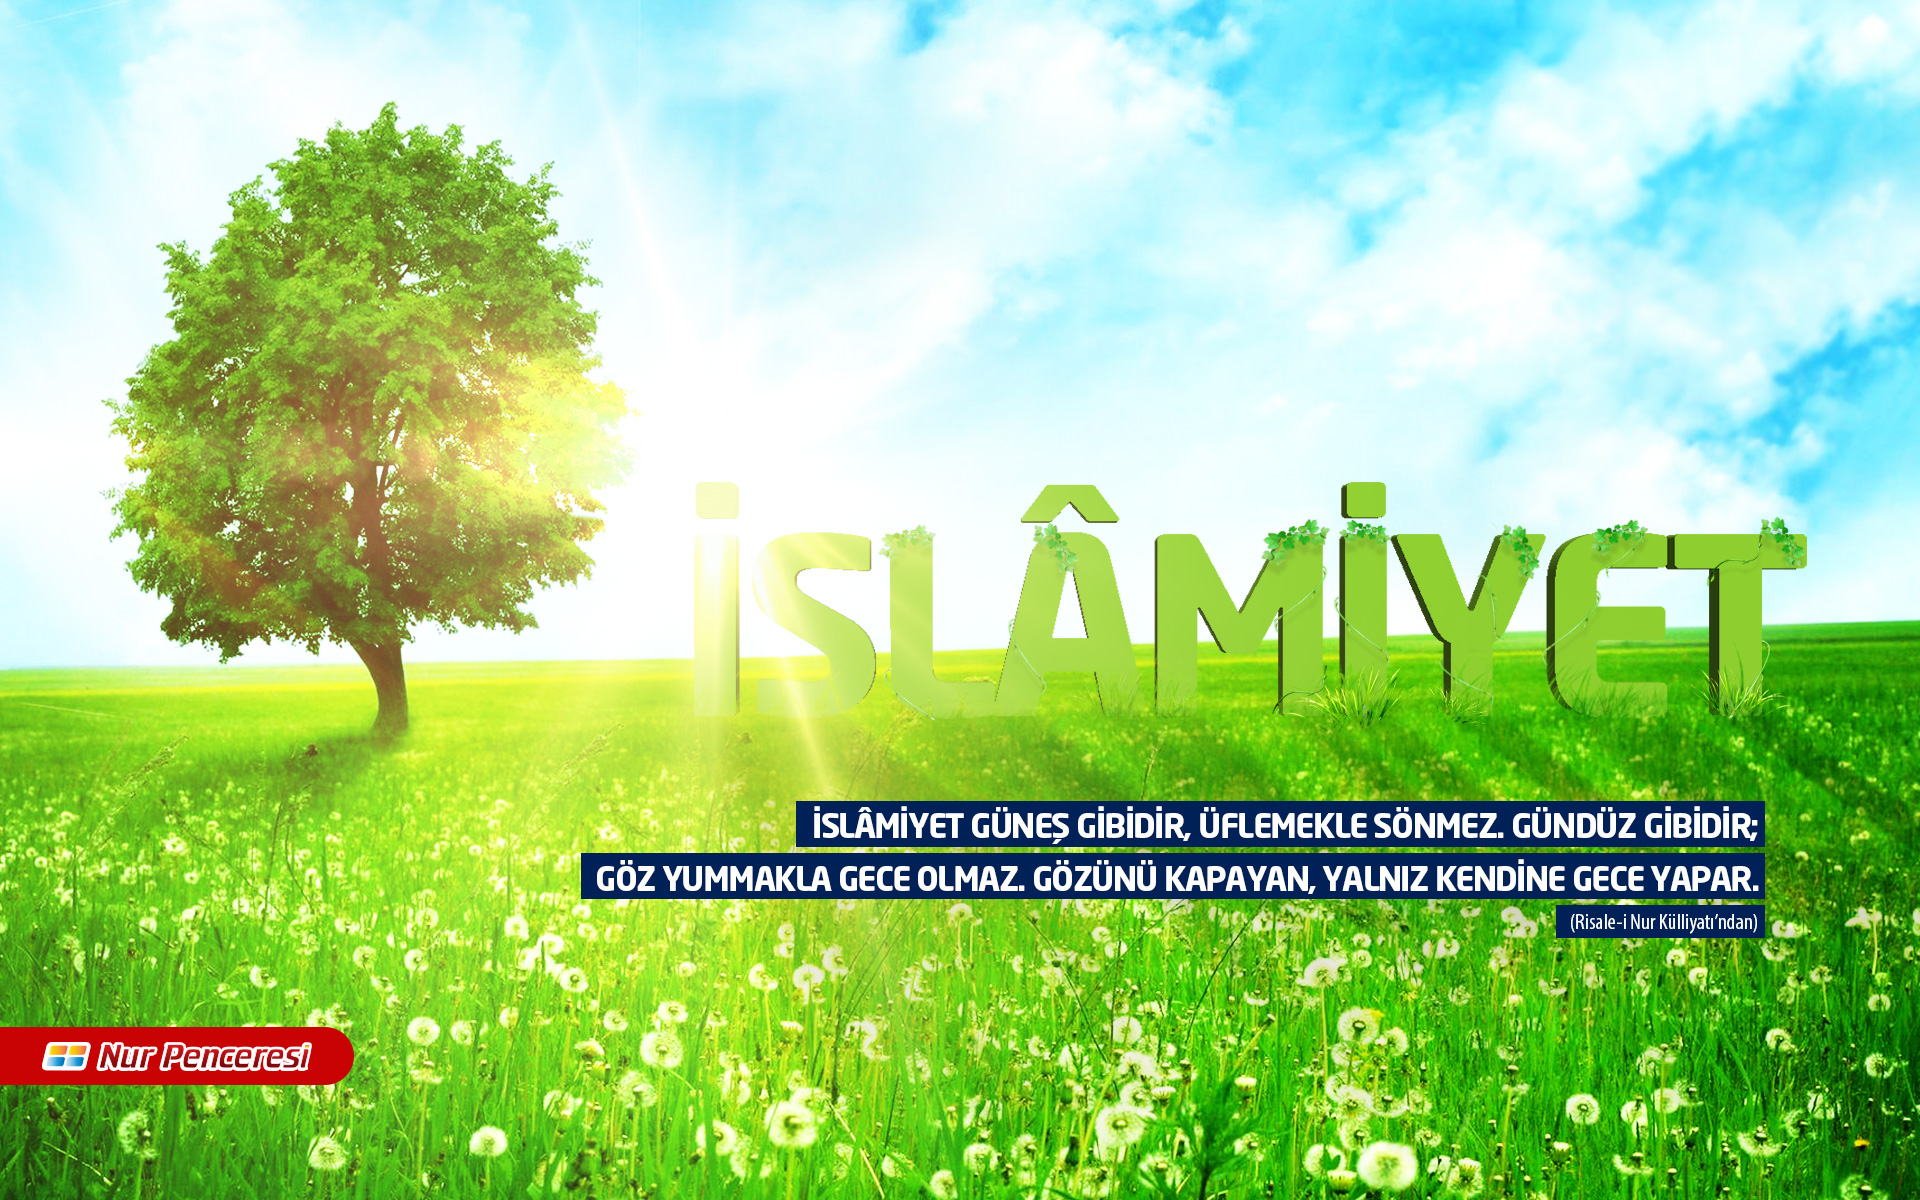 İSLÂMİYET
İSLÂMİYET GÜNEŞ GİBİDİR, ÜFLEMEKLE SÖNMEZ. GÜNDÜZ GİBİDİR;
GÖZ YUMMAKLA GECE OLMAZ. GÖZÜNÜ KAPAYAN, YALNIZ KENDİNE GECE YAPAR.
(Risale-i Nur Külliyatı'ndan)
Nur Penceresi